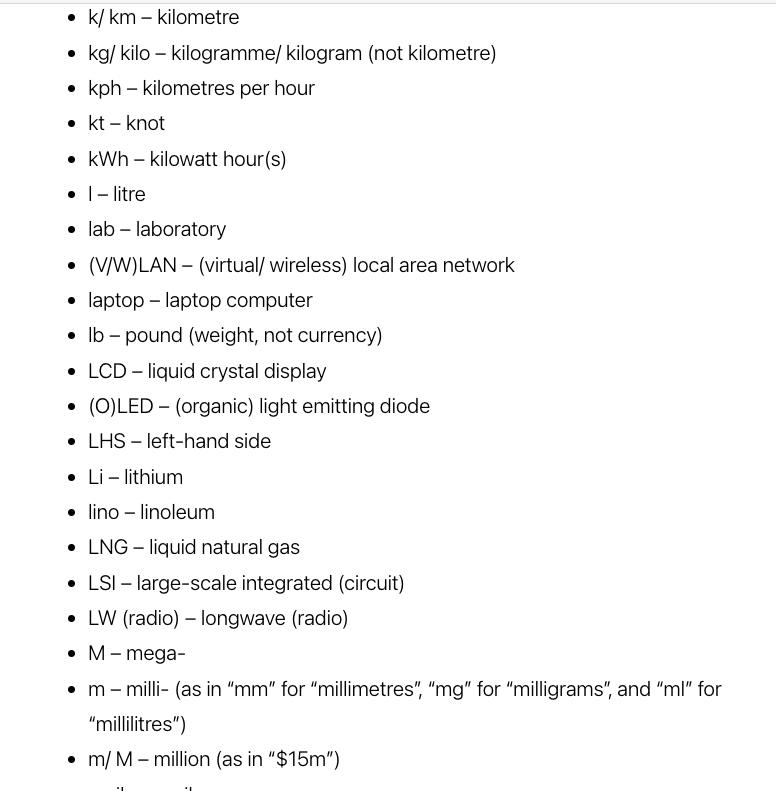 • k/ km – kilometre
• kg/ kilo – kilogramme/ kilogram (not kilometre)
• kph – kilometres per hour
• kt – knot
• kWh – kilowatt hour(s)
• l – litre
• lab – laboratory
• (V/W)LAN – (virtual/ wireless) local area network
• laptop – laptop computer
• lb – pound (weight, not currency)
• LCD – liquid crystal display
• (O)LED – (organic) light emitting diode
• LHS – left-hand side
• Li – lithium
• lino – linoleum
• LNG – liquid natural gas
• LSI – large-scale integrated (circuit)
• LW (radio) – longwave (radio)
• M – mega-
• m – milli- (as in “mm” for “millimetres”, “mg” for “milligrams”, and “ml” for
“millilitres”)
• m/ M – million (as in “$15m”)